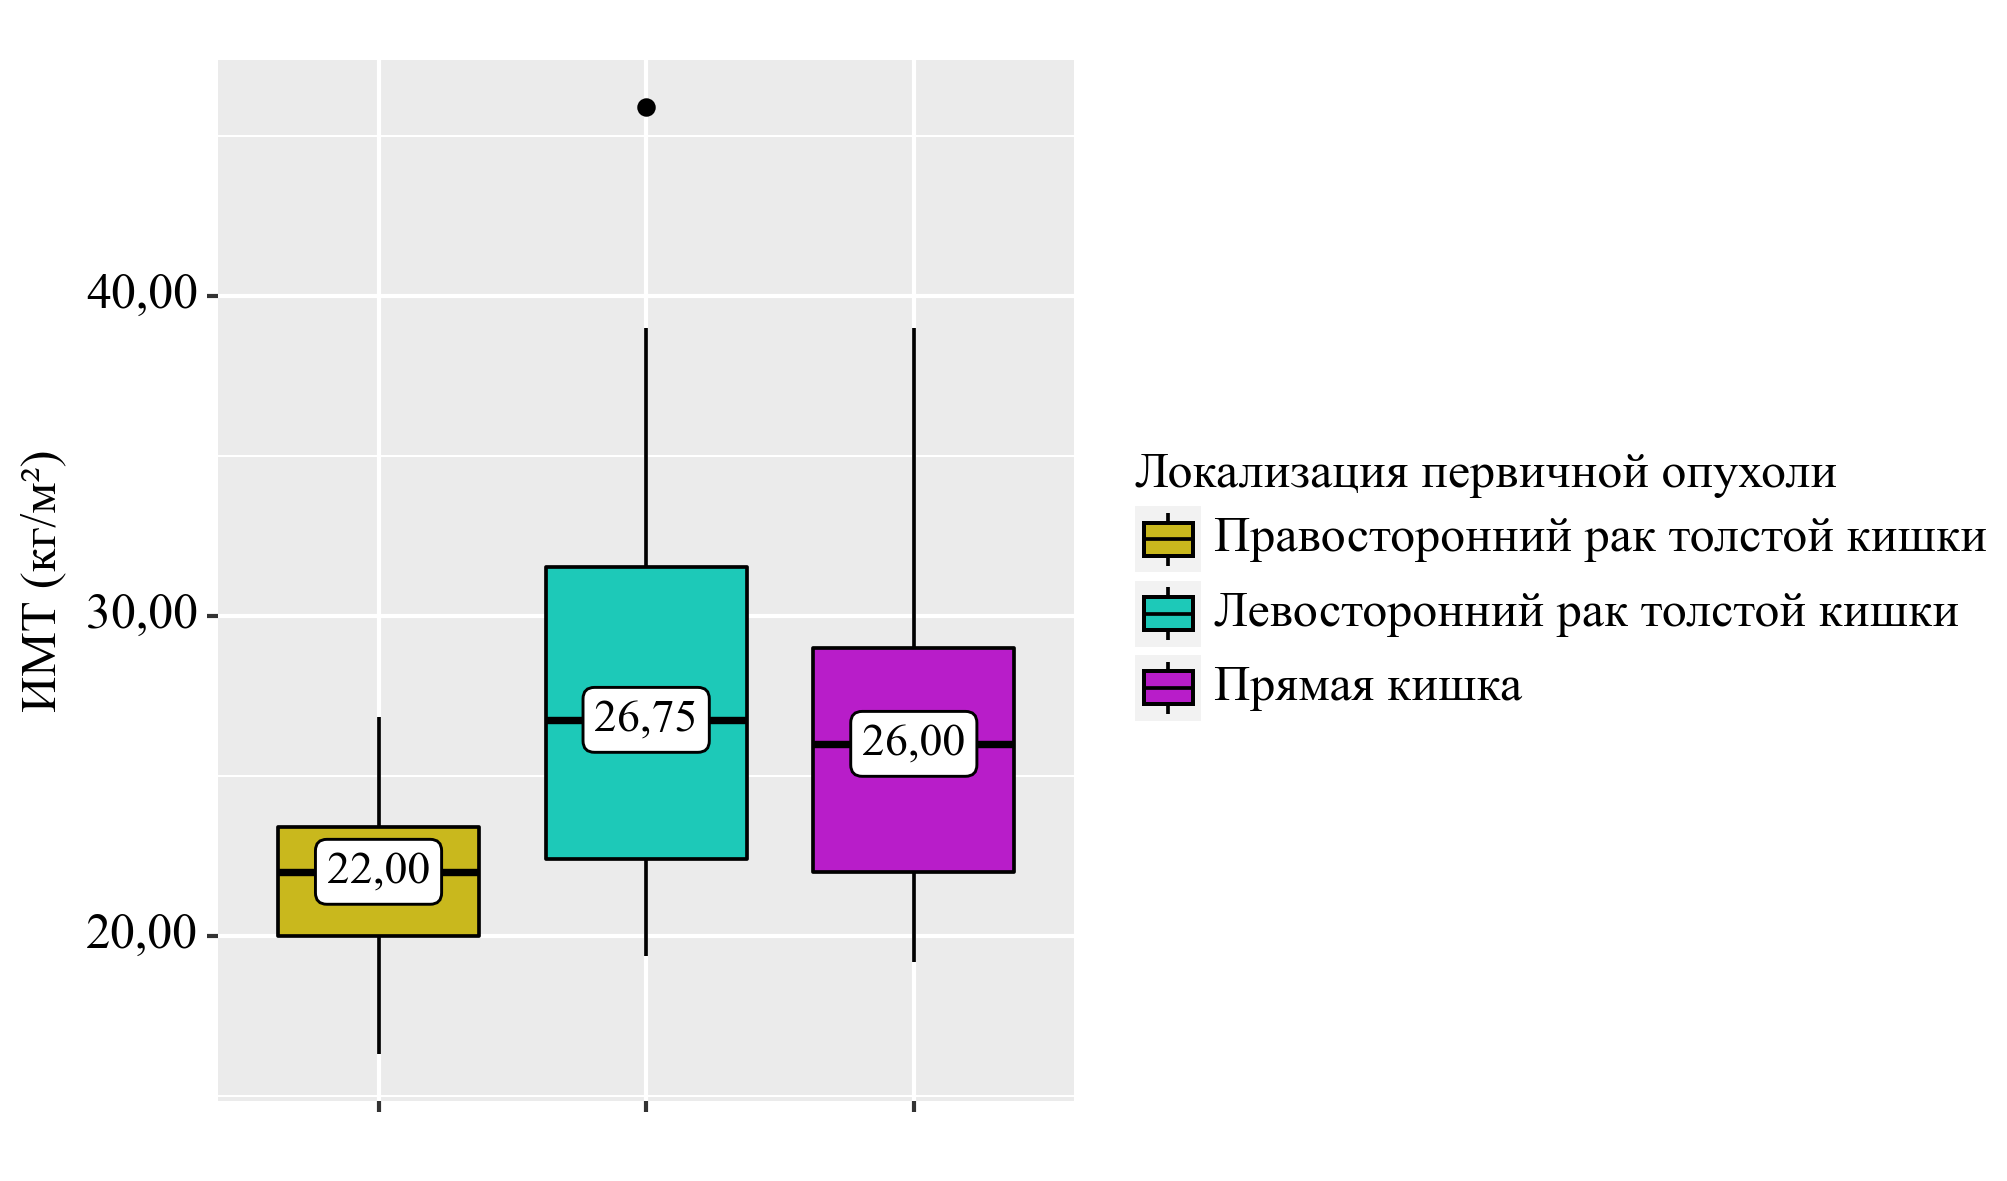 ИМТ (кг/м²)
40,00
30,00
20,00
22,00
26,75
26,00
Локализация первичной опухоли
Правосторонний рак толстой кишки
Левосторонний рак толстой кишки
Прямая кишка